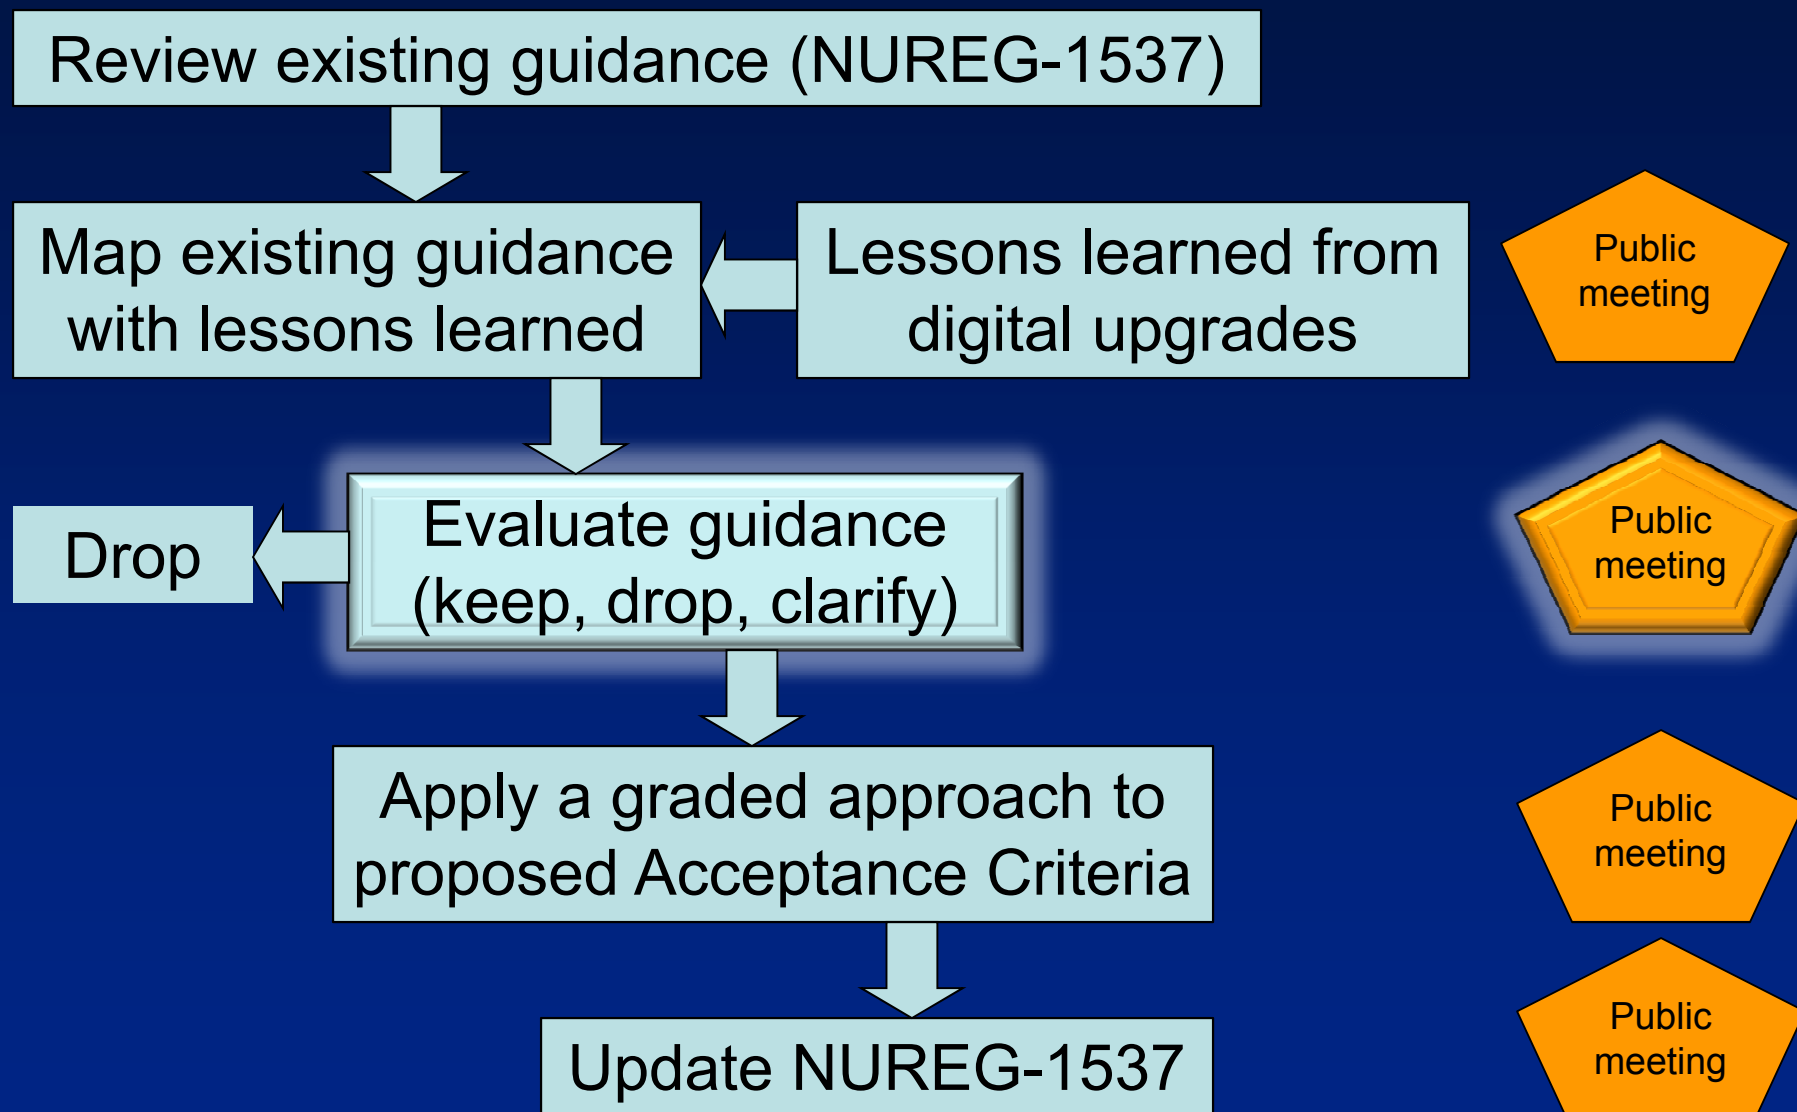 Review existing guidance (NUREG-1537)
Map existing guidance
with lessons learned
Lessons learned from
digital upgrades
Public
meeting
Evaluate guidance
(keep, drop, clarify)
Drop
Public
meeting
Apply a graded approach to
proposed Acceptance Criteria
Public
meeting
Update NUREG-1537
Public
meeting